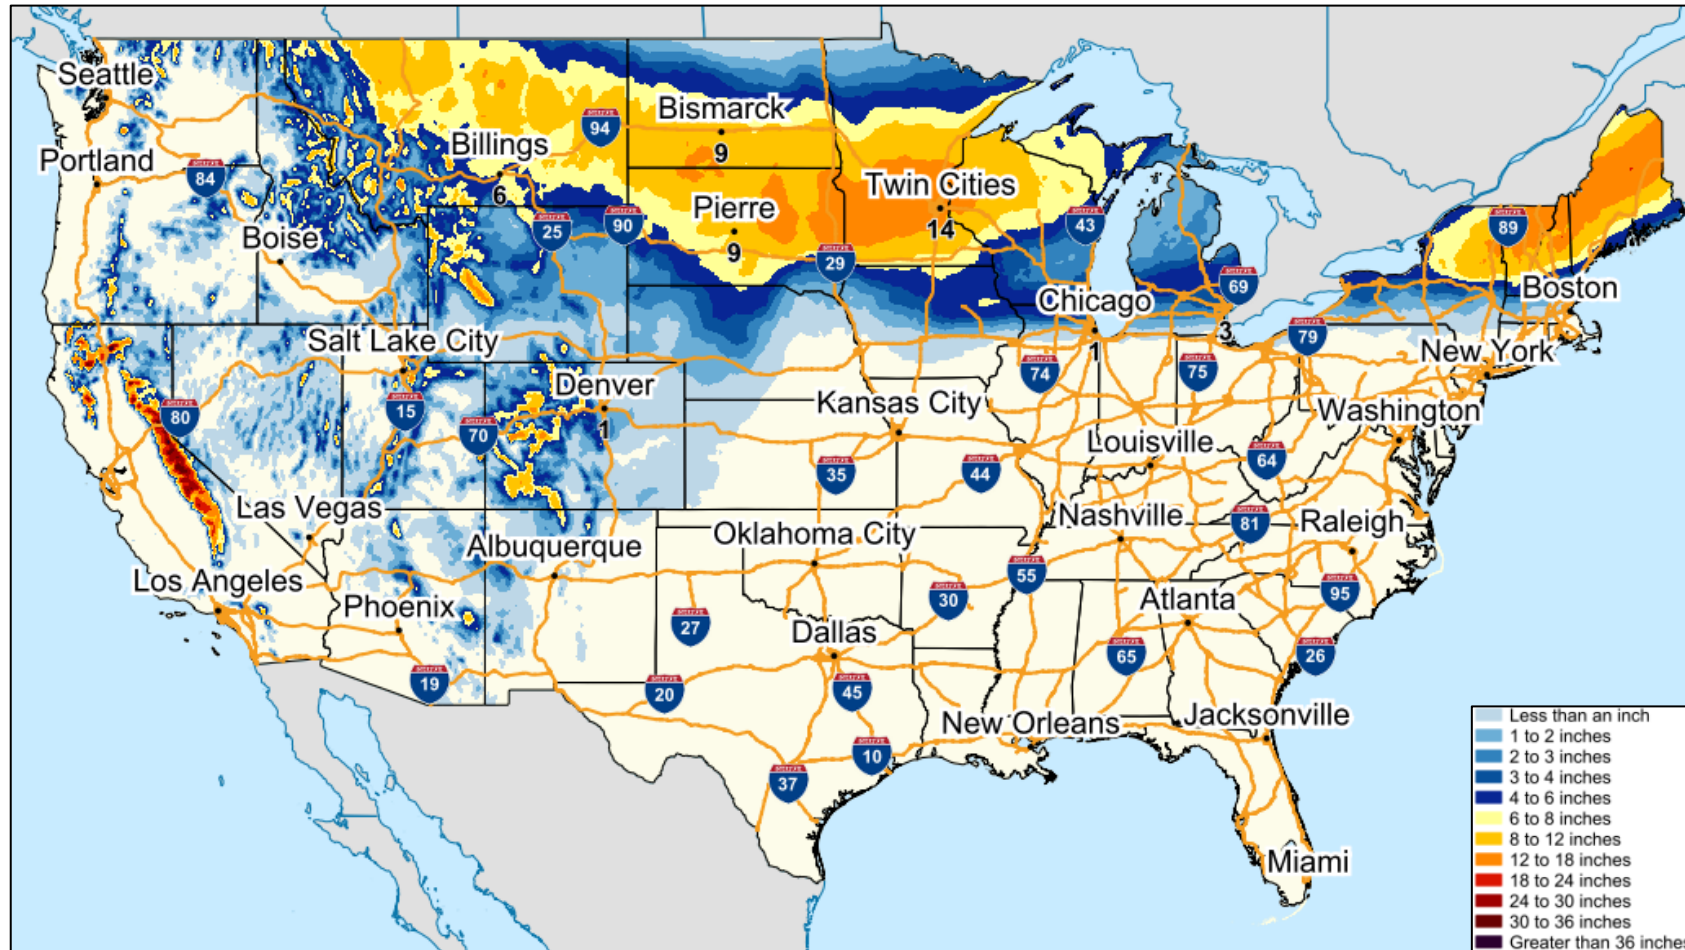 Seattle
Bismarck
94
Billings
9
Portland
84
6
Twin Cities
Pierre
25
90
43
14
89
Boise
9
29
69
Boston
Chicago
3
79
Salt Lake City
1
New York
74
75
Denver
80
15
Kansas City
Washington
70
1
Louisville
64
35
44
Las Vegas
Nashville
81
Raleigh
Oklahoma City
Albuquerque
55
Los Angeles
95
Phoenix
30
Atlanta
27
Dallas
65
26
19
20
45
New Orleans
Jacksonville
10
37
Miami
Less than an inch
1 to 2 inches
2 to 3 inches
3 to 4 inches
4 to 6 inches
6 to 8 inches
8 to 12 inches
12 to 18 inches
18 to 24 inches
24 to 30 inches
30 to 36 inches
Greater than 36 inches